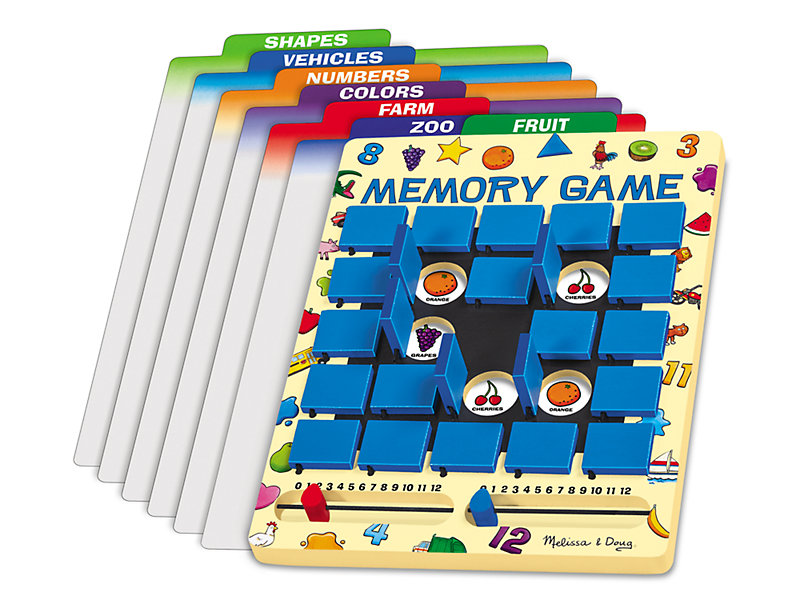 SHAPES
VEHICLES
NUMBERS
COLORS
FARM
ZOO FRUIT
8 3
MEMORY GAME
ORANGE CHERRIES
GRAPES
11
CHERRIES ORANGE
0 1 2 3 4 5 6 7 8 9 10 11 12 0 1 2 3 4 5 6 7 8 9 10 11 12
4 12 Melissa & Doug